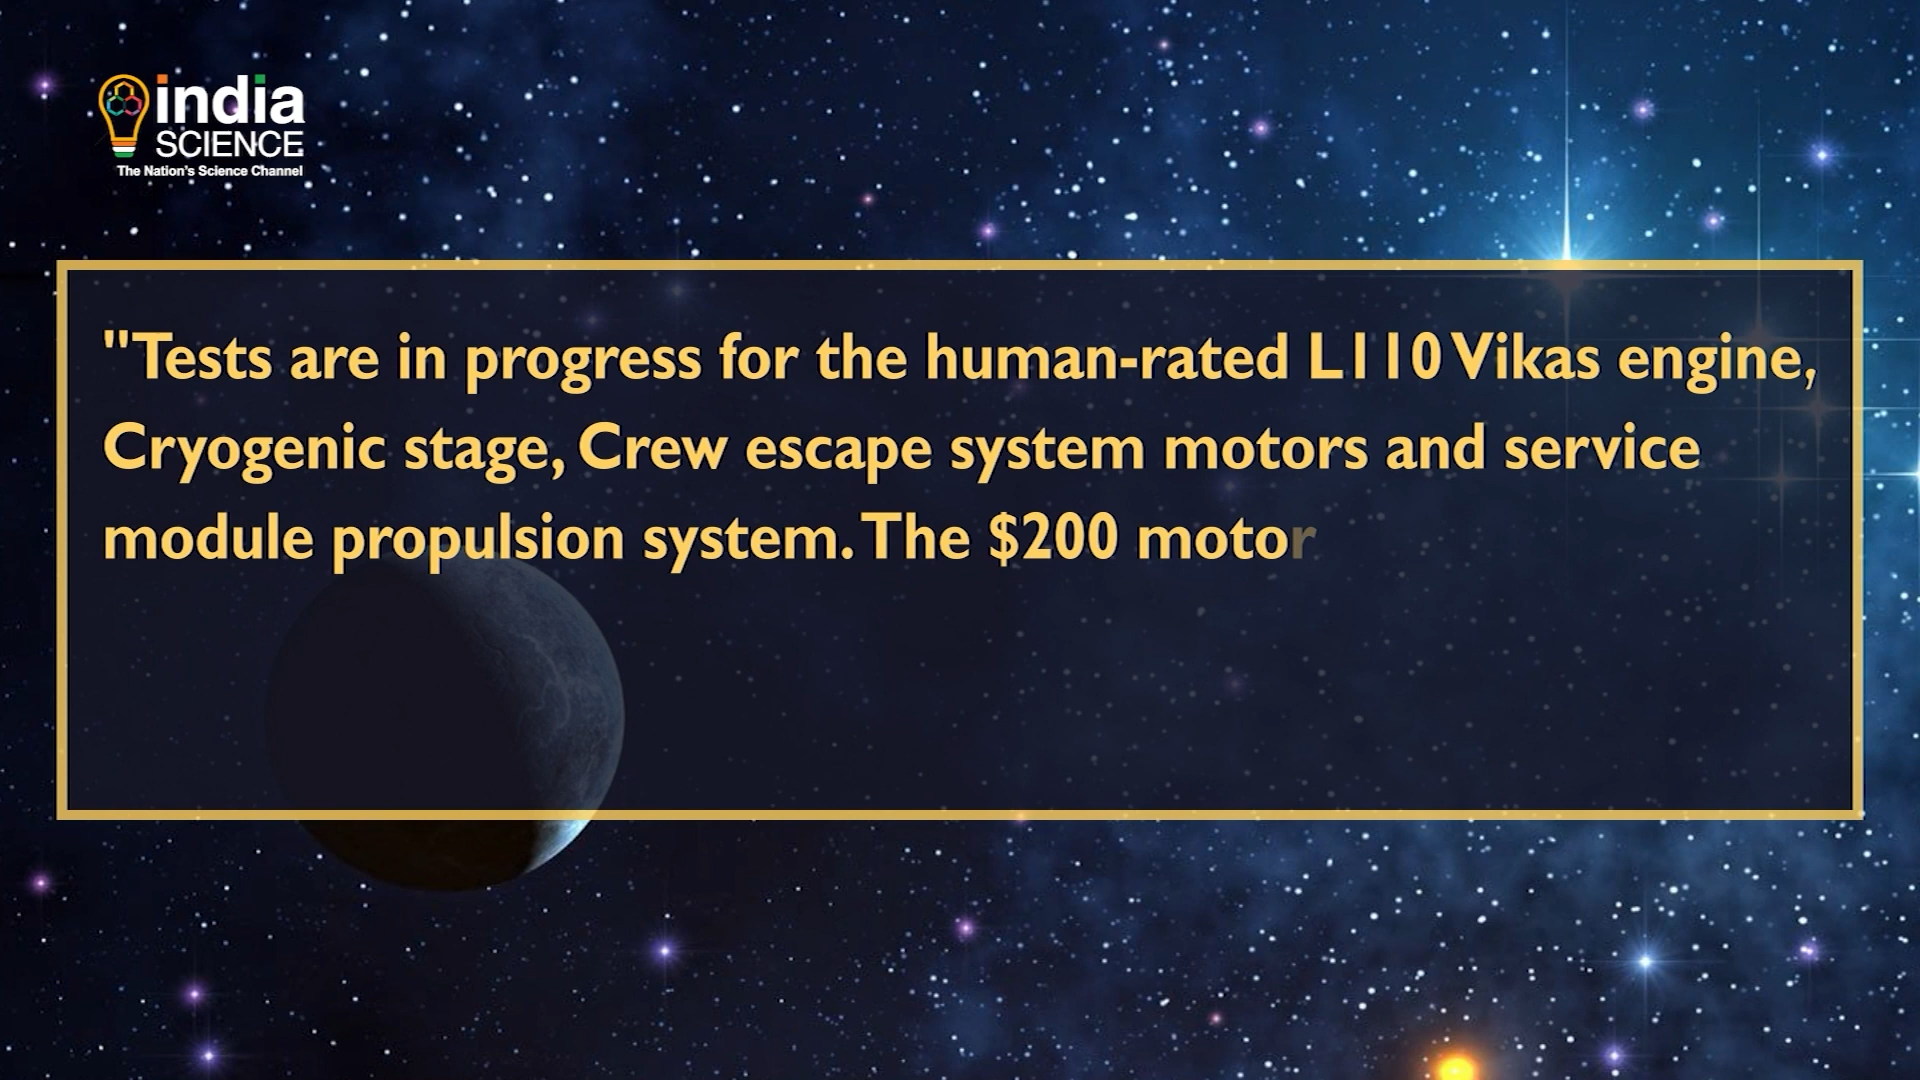 india
SCIENCE
The Nation's Science Channel
"Tests are in progress for the human-rated L110 Vikas engine,
Cryogenic stage, Crew escape system motors and service
module propulsion system. The $200 motor